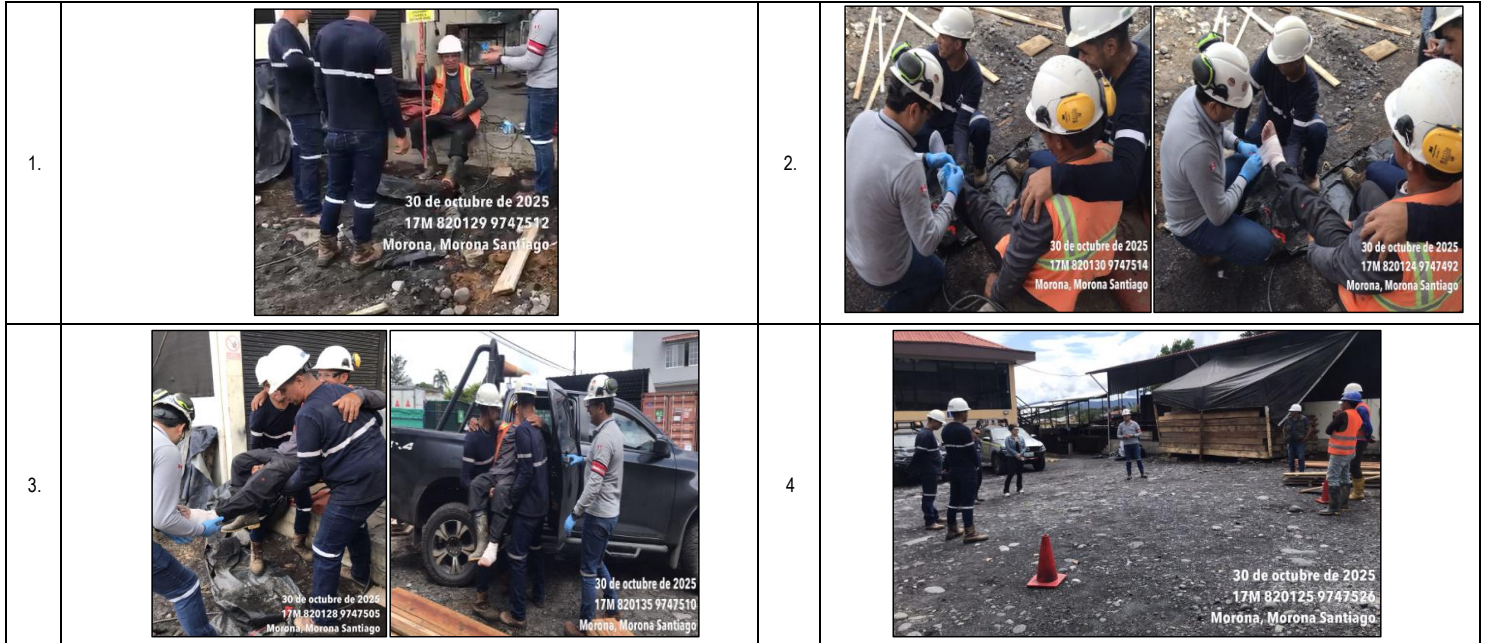 1.
30 de octubre de 2025
17M 820129 9747512
Morona, Morona Santiago
2.
30 de octubre de 2025
17M 820130 9747514
Morona, Morona Santiago
30 de octubre de 2025
17M 820124 9747492
Morona, Morona Santiago
3.
30 de octubre de 2025
17M 820128 9747505
Morona, Morona Santiago
30 de octubre de 2025
17M 820135 9747510
Morona, Morona Santiago
4
30 de octubre de 2025
17M 820125 9747526
Morona, Morona Santiago